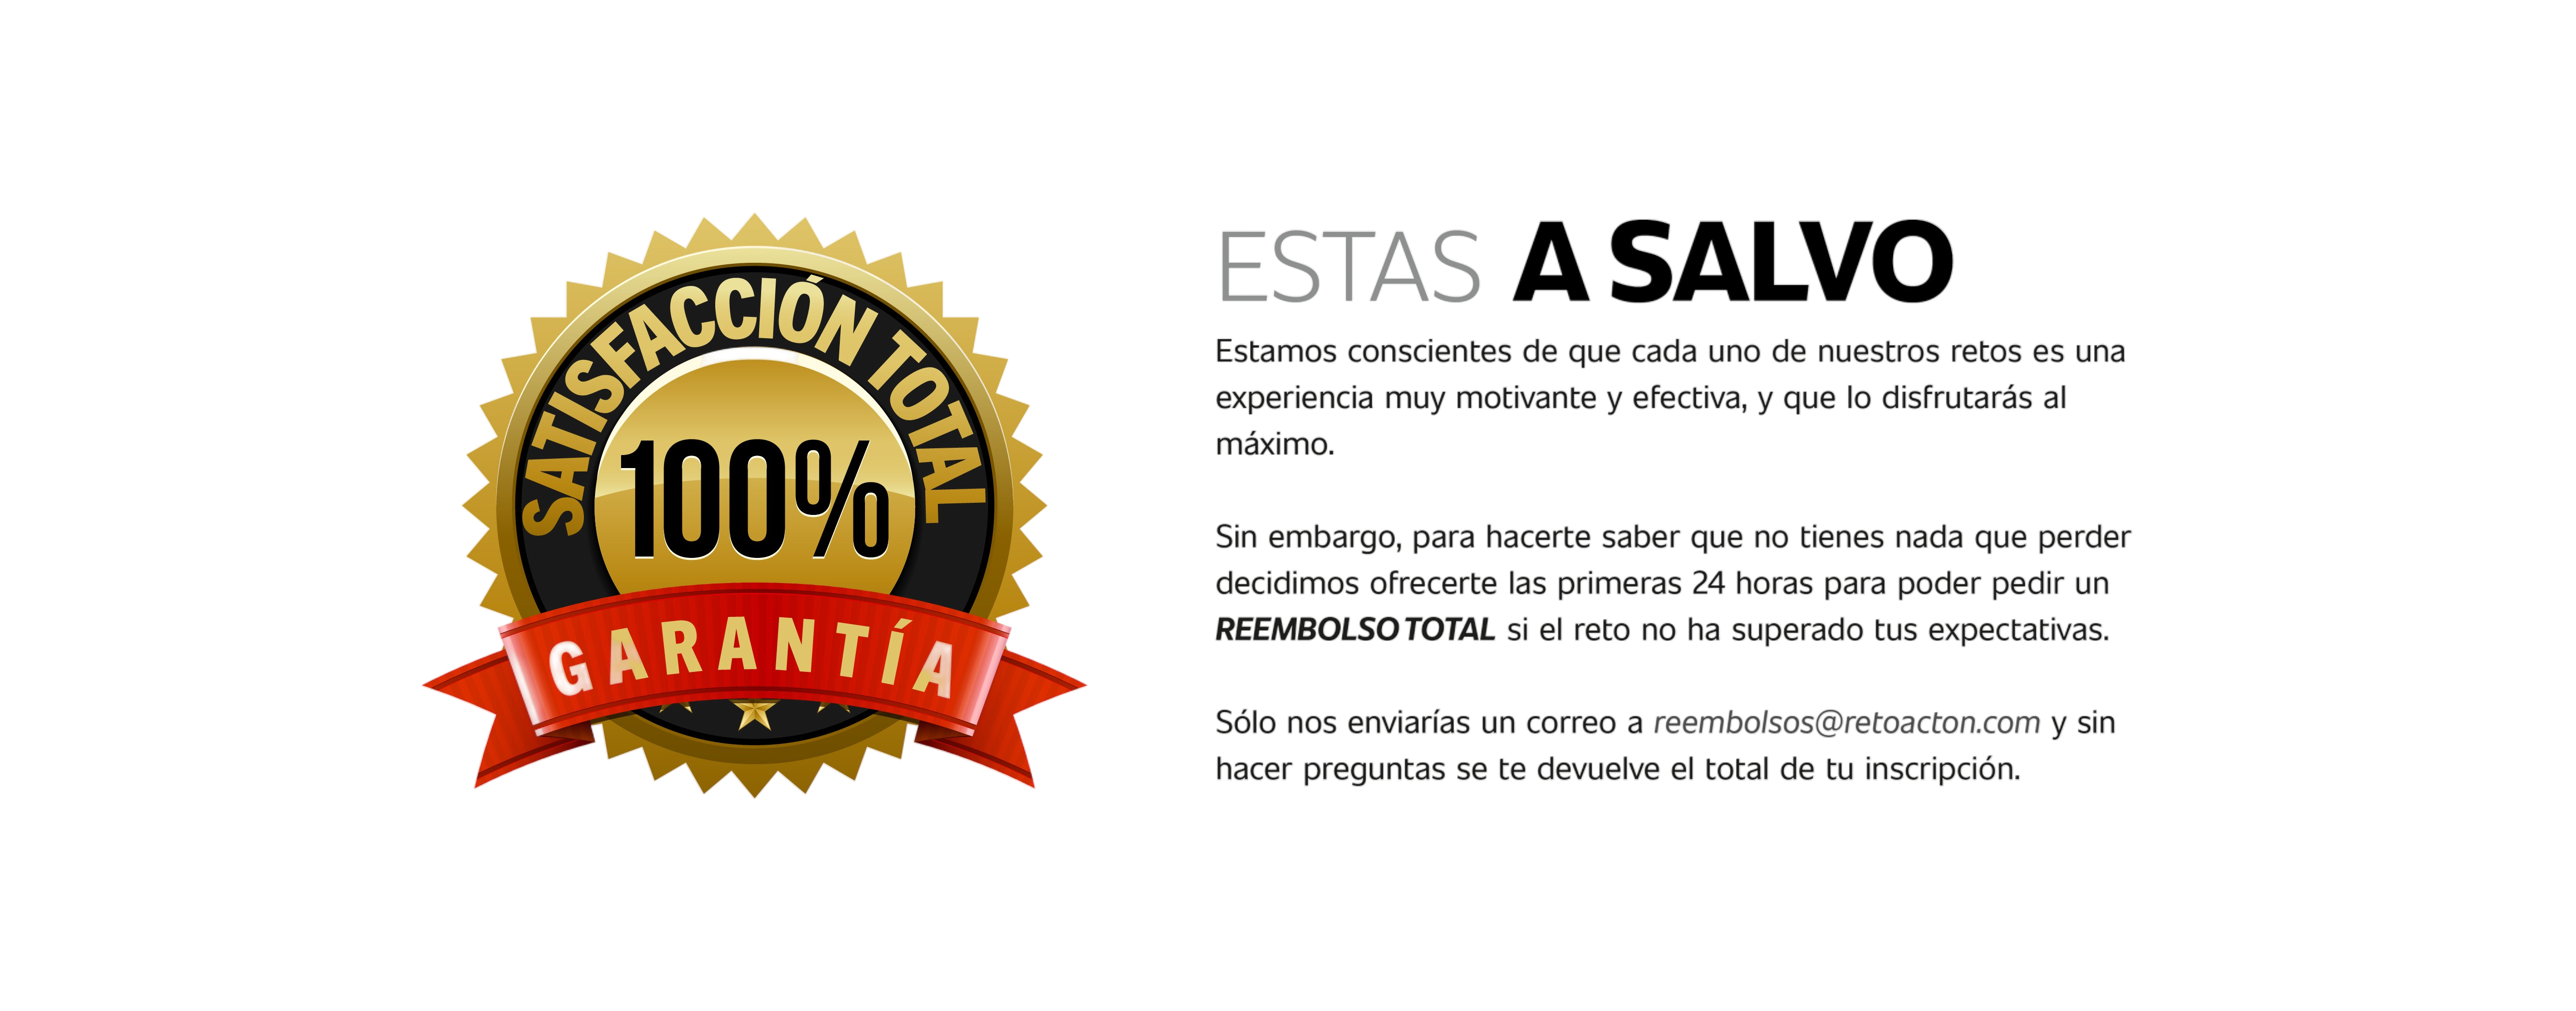 SATISFACCIÓN TOTAL
100%
GARANTÍA
ESTAS A SALVO
Estamos conscientes de que cada uno de nuestros retos es una
experiencia muy motivante y efectiva, y que lo disfrutarás al
máximo.
Sin embargo, para hacerte saber que no tienes nada que perder
decidimos ofrecerte las primeras 24 horas para poder pedir un
REEMBOLSO TOTAL si el reto no ha superado tus expectativas.
Sólo nos enviarías un correo a reembolsos@retoacton.com y sin
hacer preguntas se te devuelve el total de tu inscripción.